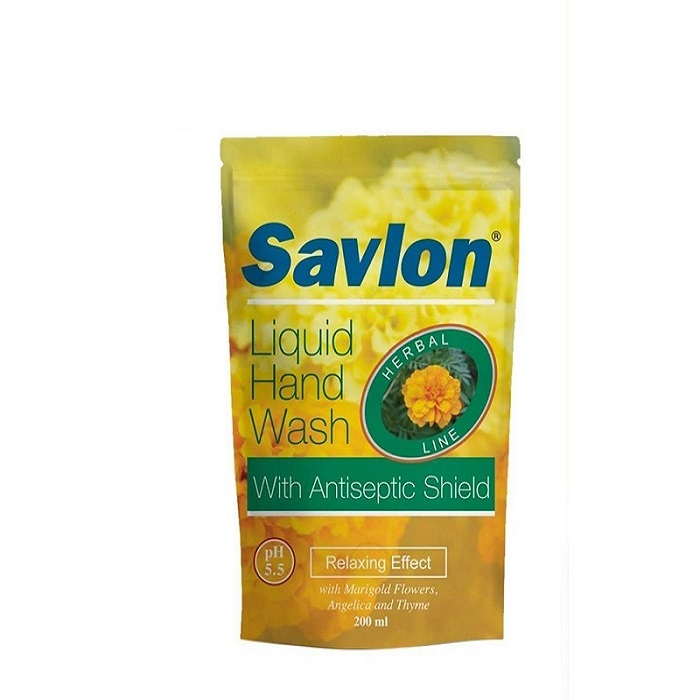 Savlon®
Liquid
Hand
Wash
HERBAL
LINE
With Antiseptic Shield
pH
5.5
Relaxing Effect
with Marigold Flowers,
Angelica and Thyme
200 ml